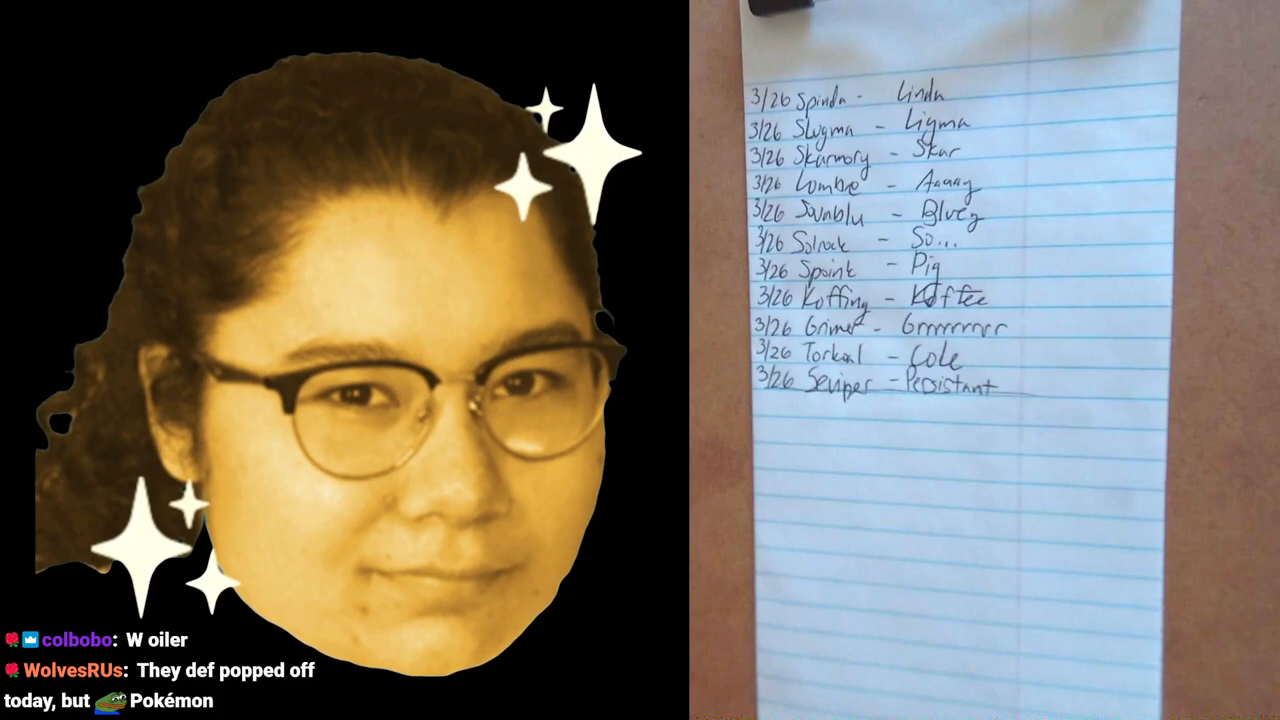 colbobo: W oiler
WolvesRUs: They def popped off
today, but Pokémon
3/26 Spinda - Linda
3/26 Slugma - Ligma
3/26 Skarmory - Skar
3/26 Lombre - Aaaay
3/26 Swablu - Bluey
3/26 Solrock - So...
3/26 Spoink - Pig
3/26 Koffing - Koffee
3/26 Grimer - Grrrrrrrr
3/26 Torkoal - Cole
3/26 Seviper - Persistant